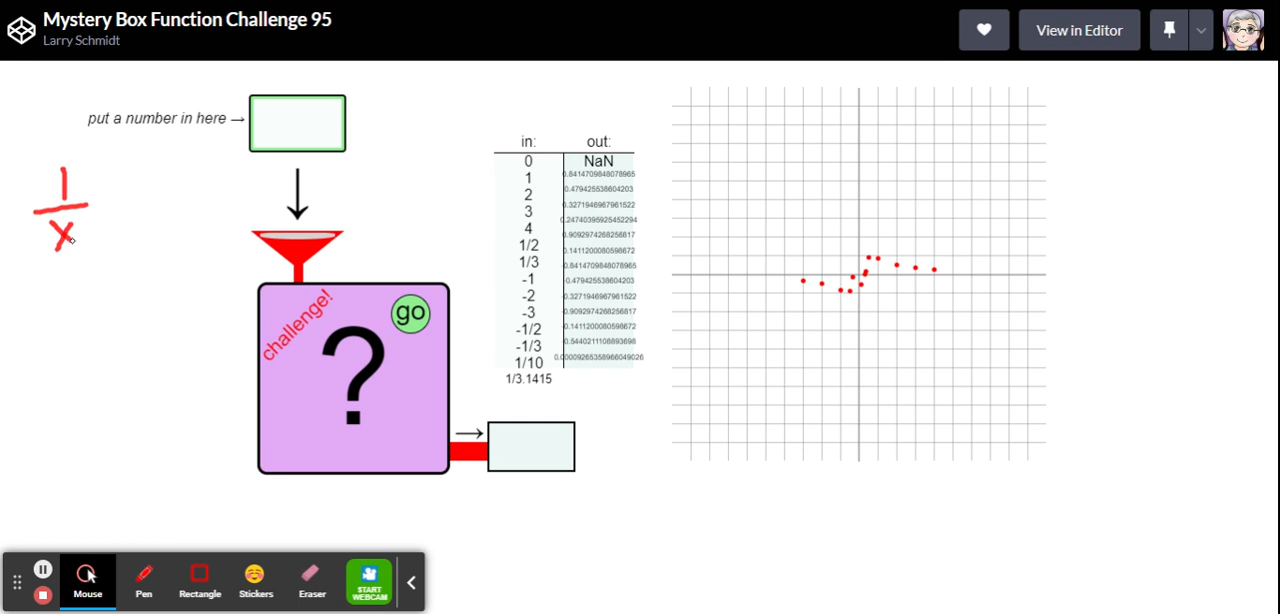 Mystery Box Function Challenge 95
Larry Schmidt
View in Editor
put a number in here →
1
x
challenge!
go
?
in: out:
0 NaN
1 0.8414709848078965
2 0.479425538604203
3 0.3271946967961522
4 0.24740395925452294
1/2 0.9092974268256817
1/3 0.1411200080598672
-1 -0.8414709848078965
-2 -0.479425538604203
-3 -0.3271946967961522
-1/2 -0.9092974268256817
-1/3 -0.1411200080598672
1/10 -0.5440211108893698
1/3.1415 0.00009265358966049026
Mouse
Pen
Rectangle
Stickers
Eraser
START
WEBCAM